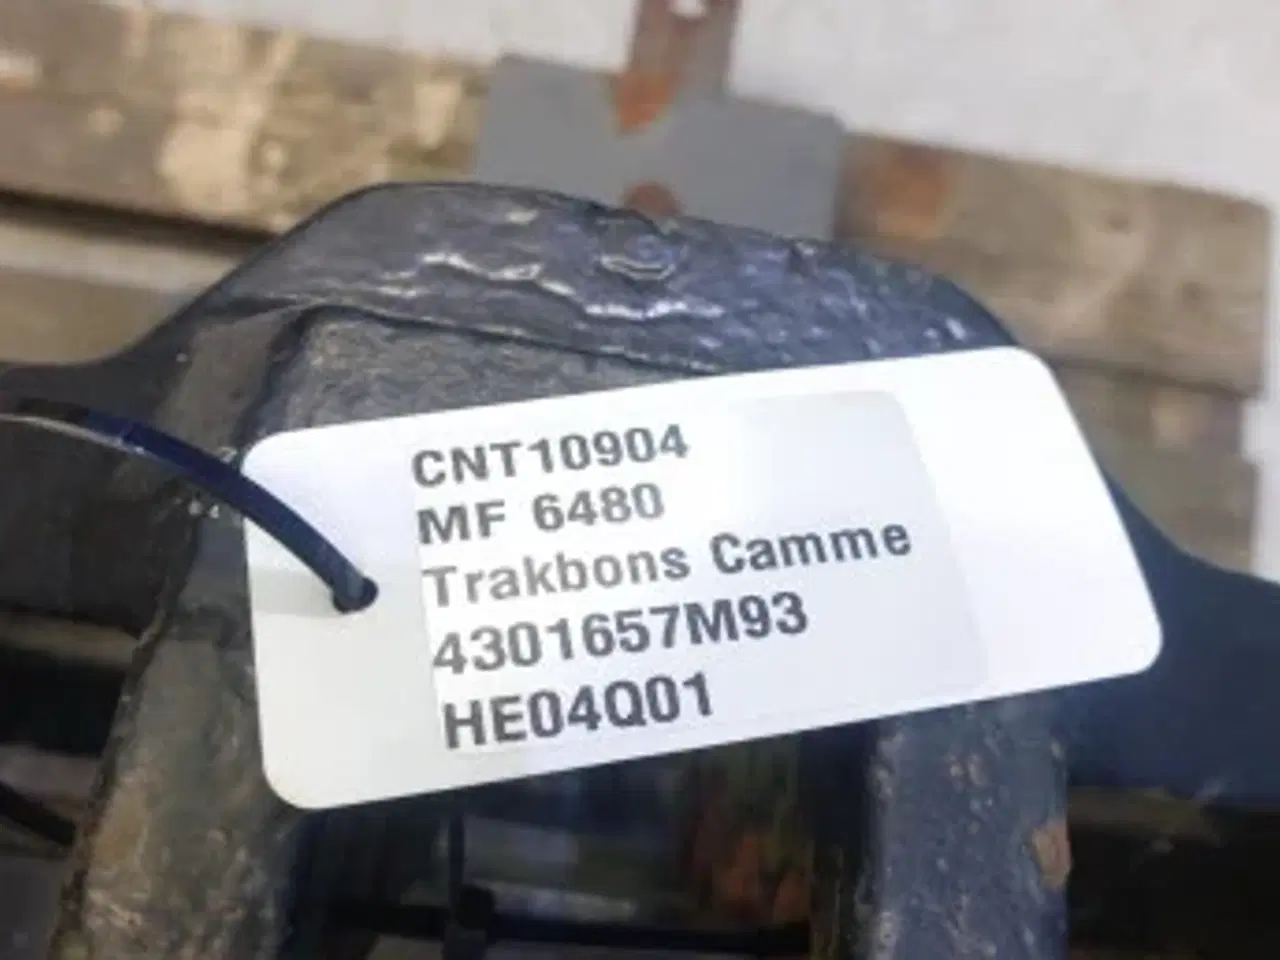 CNT10904
MF 6480
Trakbons Camme
4301657M93
HE04Q01